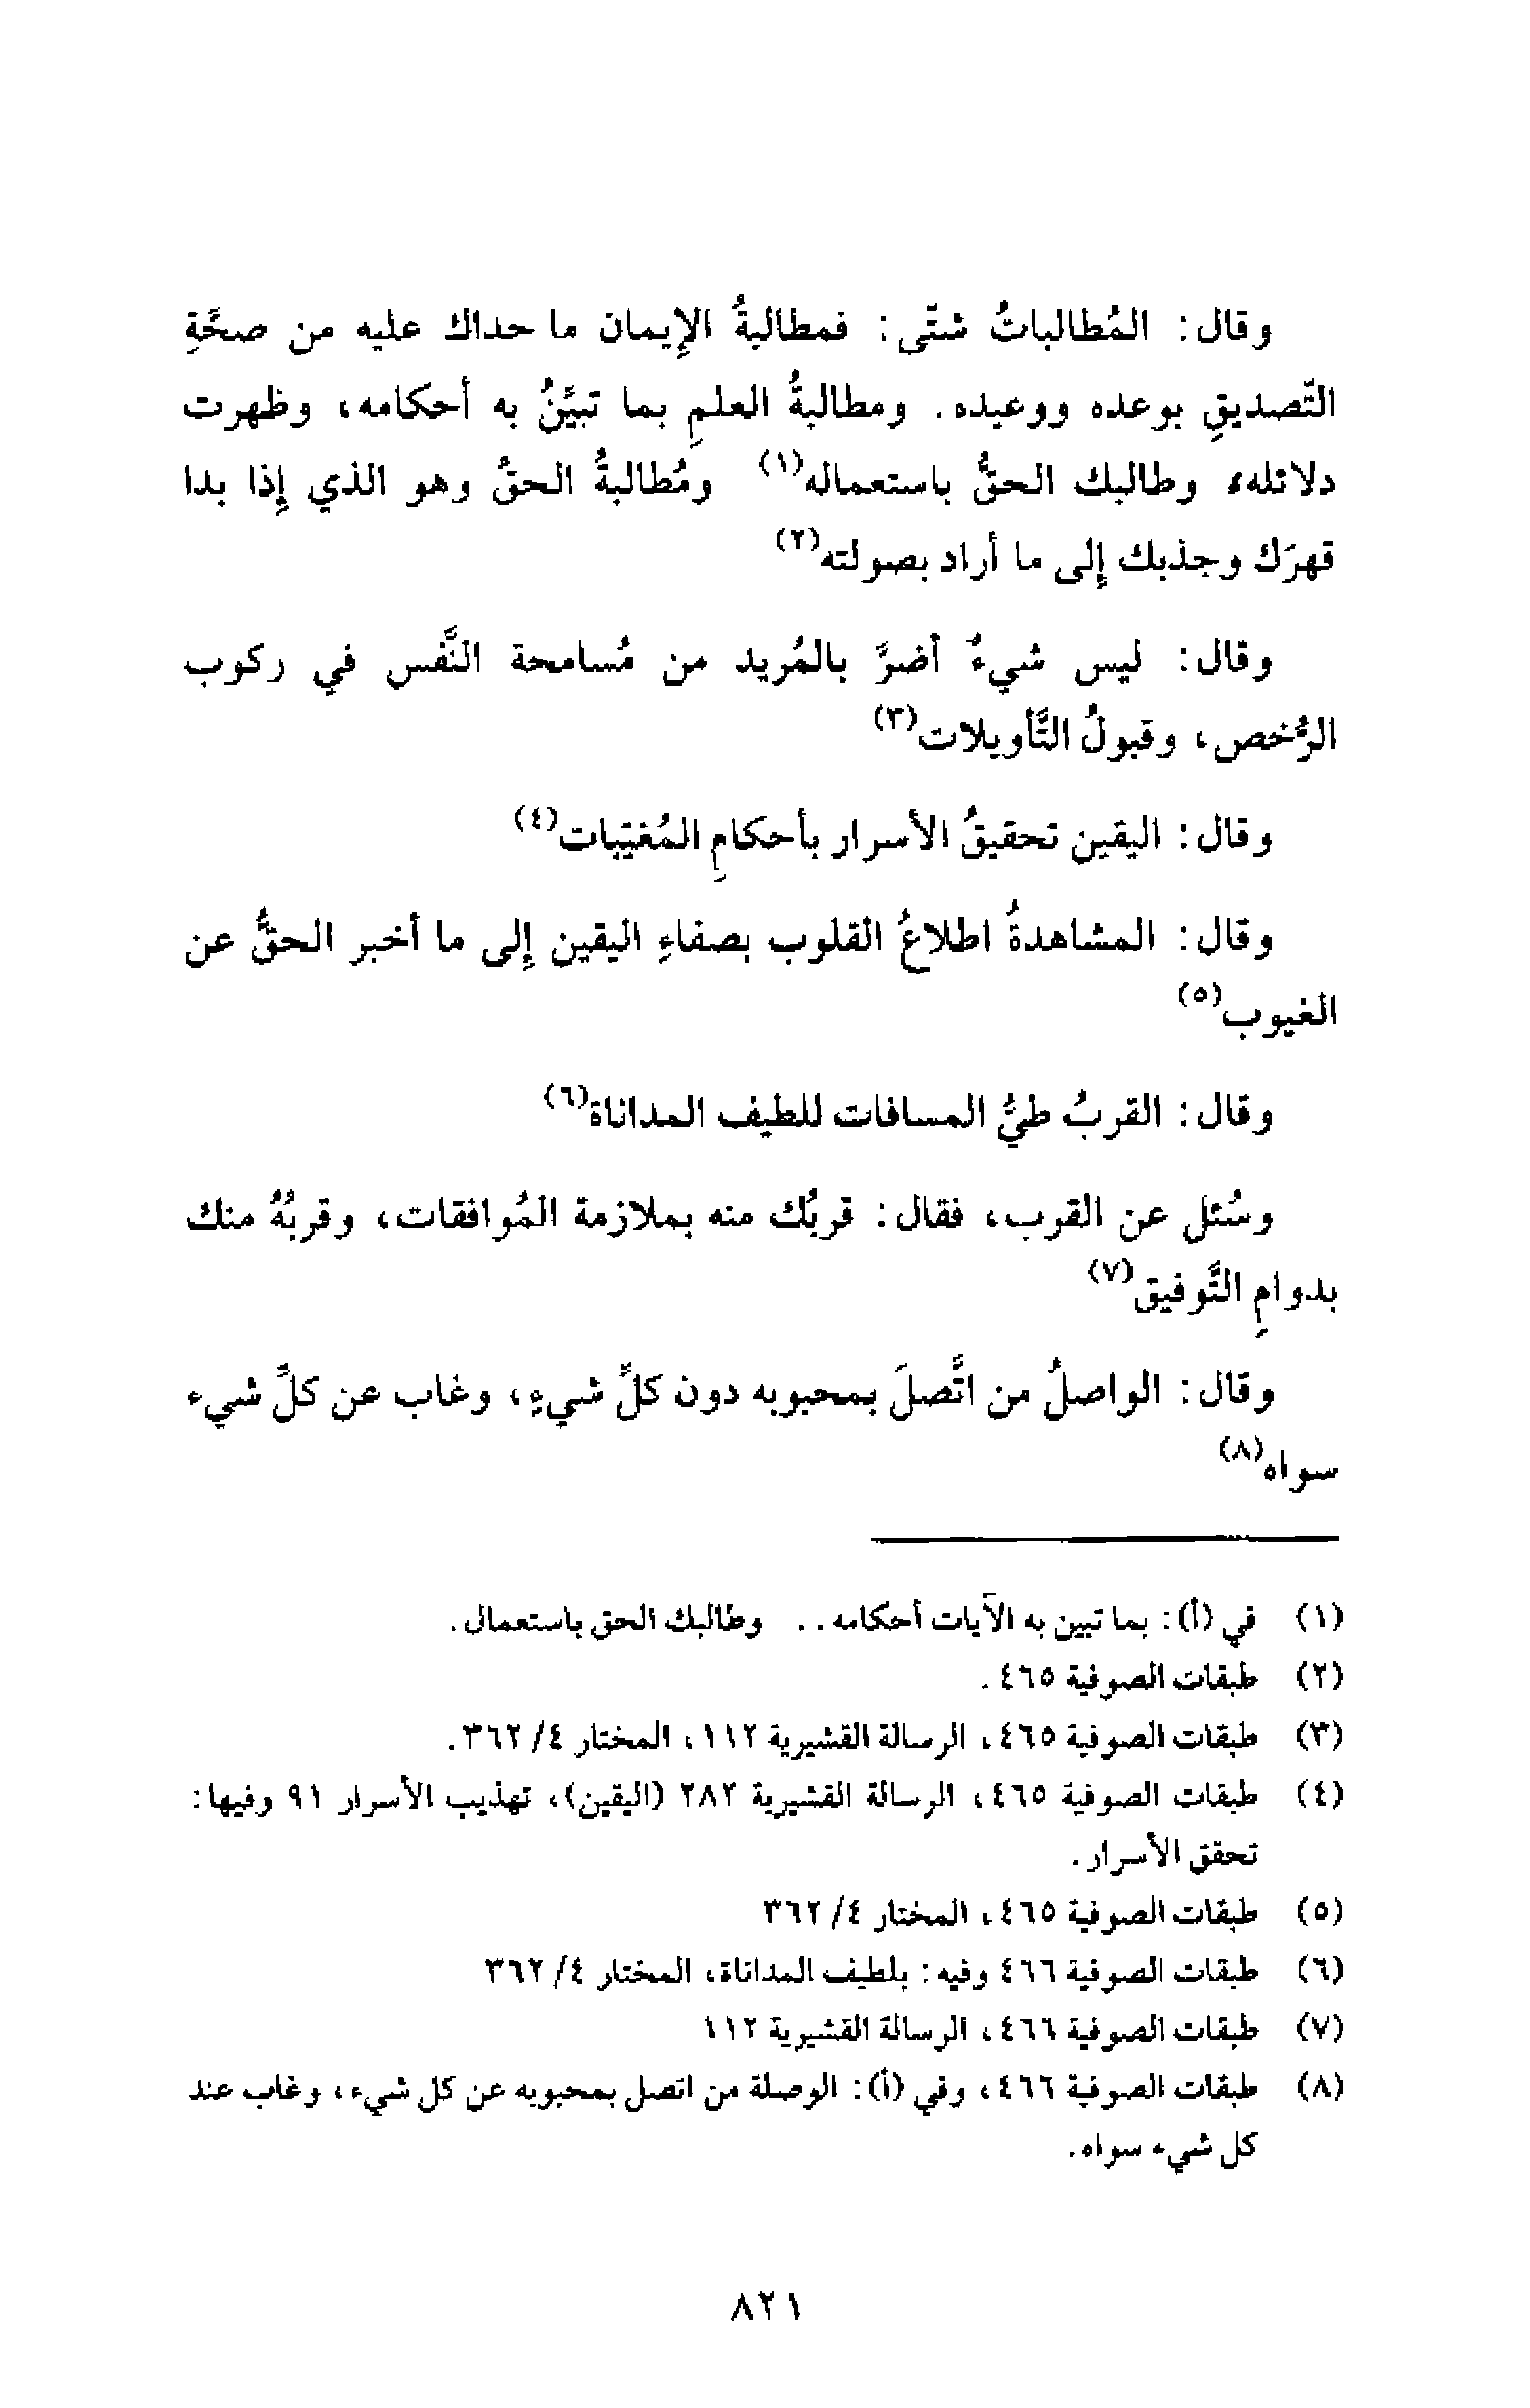 وقال: المُطالباتُ شتّى: فمطالبةُ الإيمان ما حداك عليه من صحَّةِ
التّصديقِ بوعده ووعيده. ومطالبةُ العلمِ بما تبيَّنُ به أحكامه، وظهرت
دلائله، وطالبك الحقُّ باستعماله(١) ومُطالبةُ الحقِّ وهو الذي إذا بدا
قهرَك وجذبك إلى ما أراد بصولته(٢)
وقال: ليس شيءٌ أضرَّ بالمُريد من مُسامحة النَّفس في ركوب
الرُّخص، وقبولُ التَّأويلات(٣)
وقال: اليقين تحقيقُ الأسرار بأحكامِ المُغيّبات(٤)
وقال: المشاهدةُ اطلاعُ القلوب بصفاءِ اليقين إلى ما أخبر الحقُّ عن
الغيوب(٥)
وقال: القربُ طيُّ المسافات للطيف المداناة(٦)
وسُئل عن القرب، فقال: قربُك منه بملازمة المُوافقات، وقربُهُ منك
بدوامِ التَّوفيق(٧)
وقال: الواصلُ من اتَّصلَ بمحبوبه دون كلِّ شيءٍ، وغاب عن كلِّ شيء
سواه(٨)
(١) في (أ): بما تبين به الآيات أحكامه.. وطالبك الحق باستعمال.
(٢) طبقات الصوفية ٤٦٥.
(٣) طبقات الصوفية ٤٦٥، الرسالة القشيرية ١١٢، المختار ٤/ ٣٦٢.
(٤) طبقات الصوفية ٤٦٥، الرسالة القشيرية ٢٨٢ (اليقين)، تهذيب الأسرار ٩١ وفيها:
تحقق الأسرار.
(٥) طبقات الصوفية ٤٦٥، المختار ٤/ ٣٦٢
(٦) طبقات الصوفية ٤٦٦ وفيه: بلطيف المداناة، المختار ٤/ ٣٦٢
(٧) طبقات الصوفية ٤٦٦، الرسالة القشيرية ١١٢
(٨) طبقات الصوفية ٤٦٦، وفي (أ): الوصلة من اتصل بمحبوبه عن كل شيء، وغاب عند
كل شيء سواه.
٨٢١